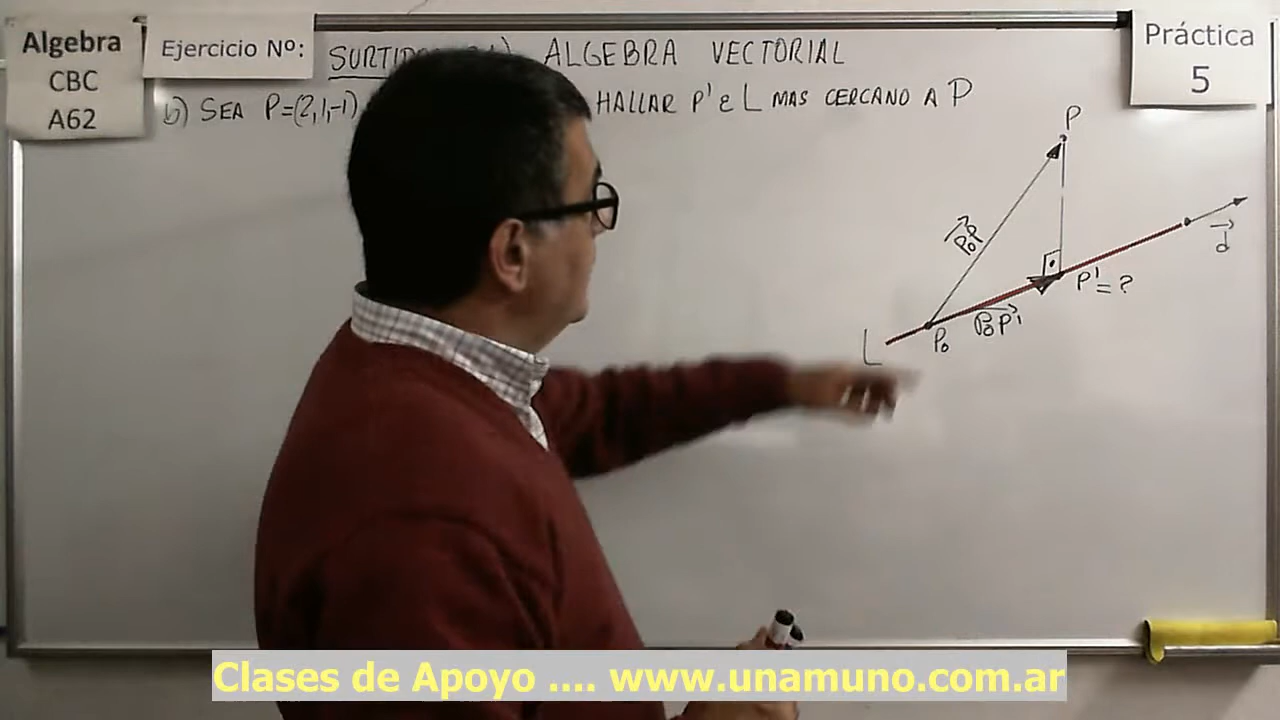 Algebra
CBC
A62
Ejercicio Nº:
ALGEBRA VECTORIAL
Práctica
5
b) SEA P=(2,1,-1) HALLAR P' ε L MAS CERCANO A P
P
P₀P
d
P'=?
P₀P'
P₀
L
Clases de Apoyo .... www.unamuno.com.ar